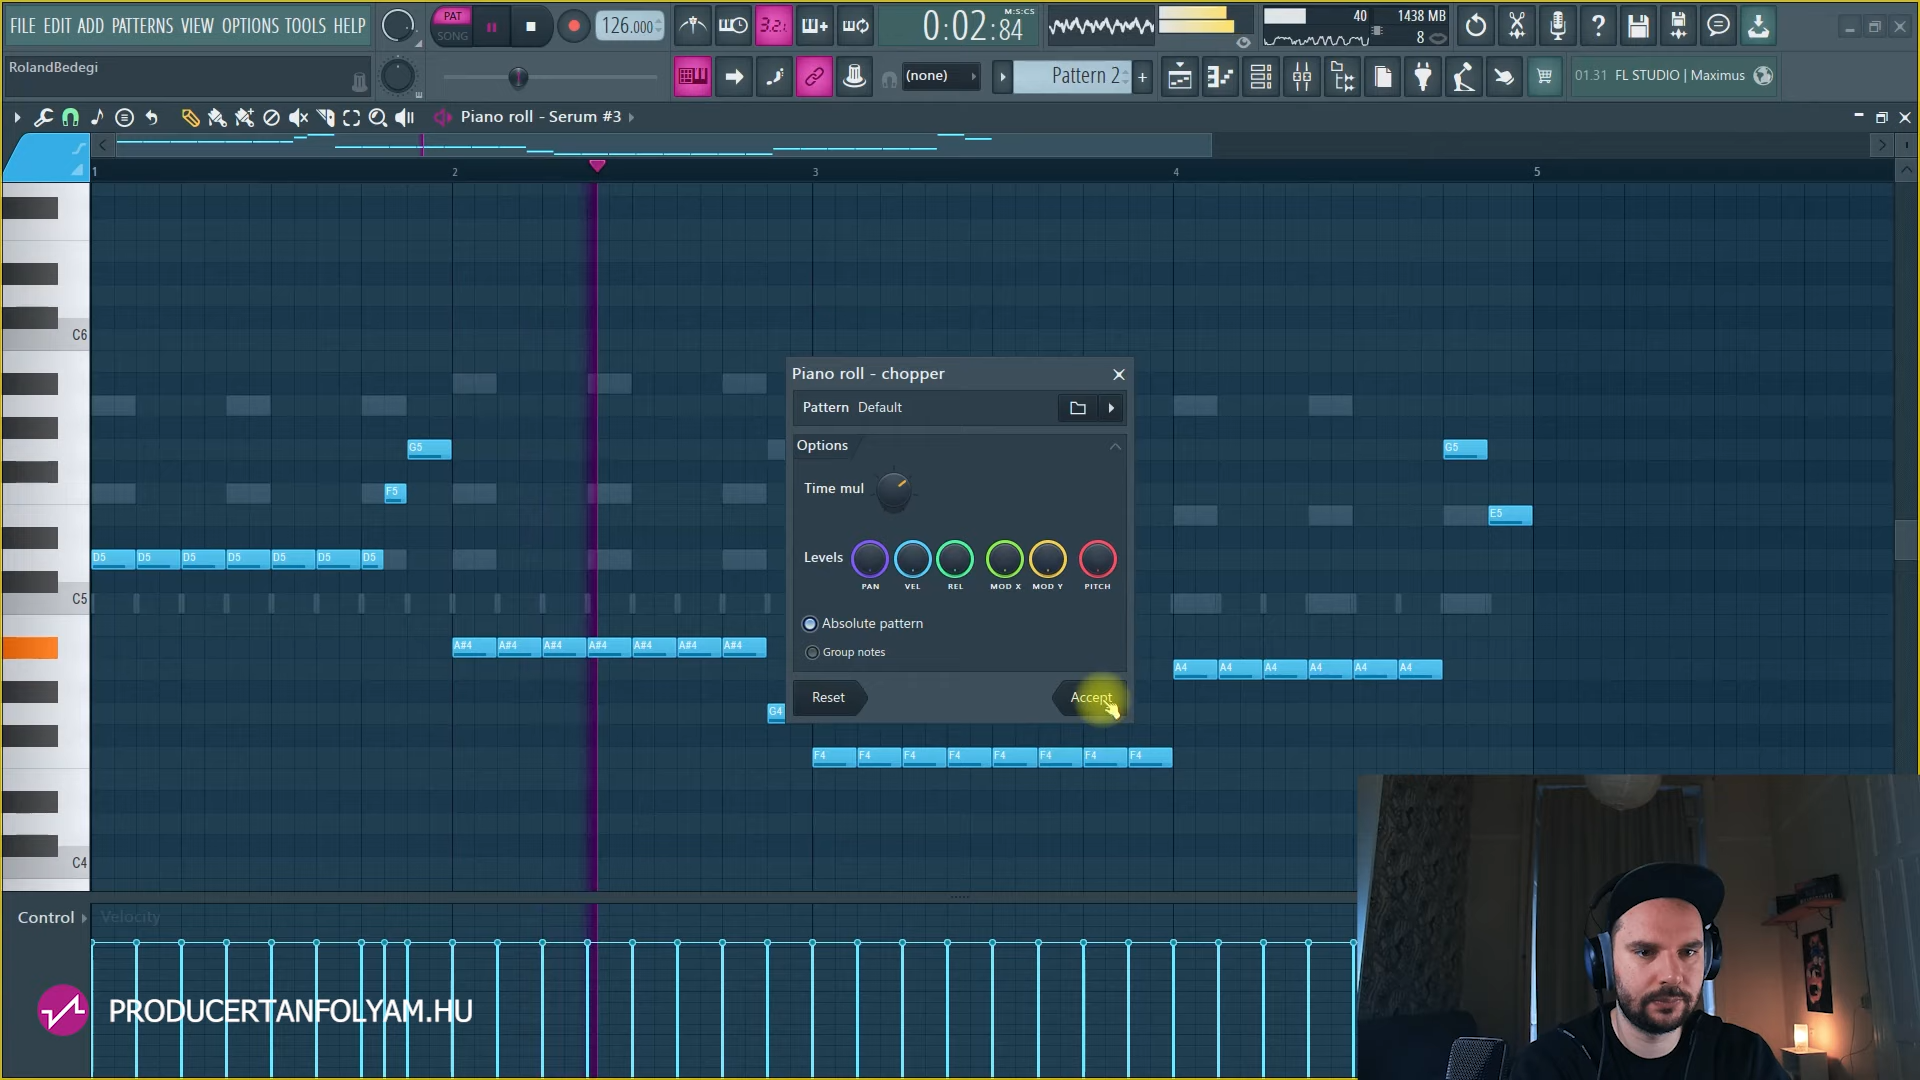 FILE EDIT ADD PATTERNS VIEW OPTIONS TOOLS HELP
PAT
SONG
126.000
3.2.
0:02:84
M:S:CS
40
1438 MB
8
RolandBedegi
(none)
Pattern 2
01.31 FL STUDIO | Maximus
Piano roll - Serum #3
1 2 3 4 5
C6
C5
C4
G5
F5
D5 D5 D5 D5 D5 D5 D5
A#4 A#4 A#4 A#4 A#4 A#4 A#4
G4
F4 F4 F4 F4 F4 F4 F4 F4
A4 A4 A4 A4 A4 A4
G5
E5
Piano roll - chopper
Pattern Default
Options
Time mul
Levels
PAN VEL REL MOD X MOD Y PITCH
Absolute pattern
Group notes
Reset
Accept
Control
Velocity
PRODUCERTANFOLYAM.HU